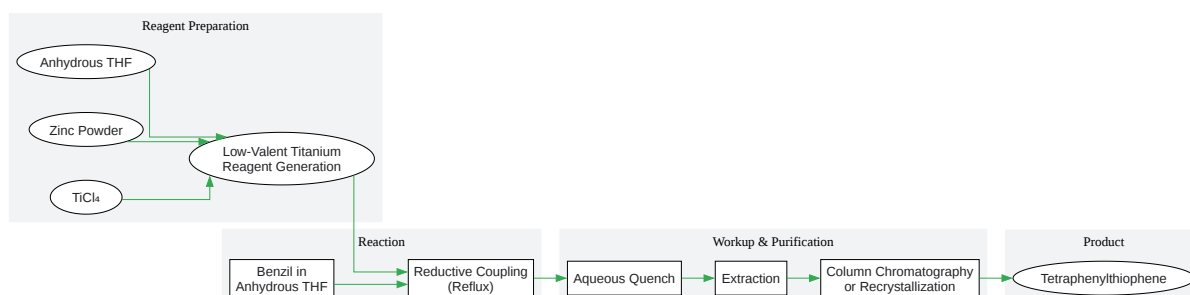 Reagent Preparation
Anhydrous THF
Zinc Powder
Low-Valent Titanium
Reagent Generation
TiCl₄
Reaction
Benzil in
Anhydrous THF
Reductive Coupling
(Reflux)
Workup & Purification
Aqueous Quench
Extraction
Column Chromatography
or Recrystallization
Product
Tetraphenylthiophene